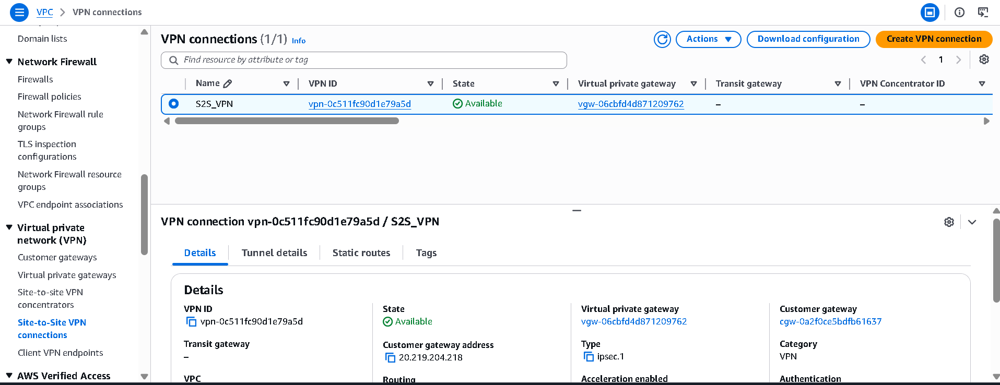 VPC > VPN connections
Domain lists
Network Firewall
Firewalls
Firewall policies
Network Firewall rule
groups
TLS inspection
configurations
Network Firewall resource
groups
VPC endpoint associations
Virtual private
network (VPN)
Customer gateways
Virtual private gateways
Site-to-site VPN
concentrators
Site-to-Site VPN
connections
Client VPN endpoints
AWS Verified Access
VPN connections (1/1) Info
Actions
Download configuration
Create VPN connection
Find resource by attribute or tag
1
Name VPN ID State Virtual private gateway Transit gateway VPN Concentrator ID
S2S_VPN vpn-0c511fc90d1e79a5d Available vgw-06cbfd4d871209762 – –
VPN connection vpn-0c511fc90d1e79a5d / S2S_VPN
Details Tunnel details Static routes Tags
Details
VPN ID
vpn-0c511fc90d1e79a5d
State
Available
Virtual private gateway
vgw-06cbfd4d871209762
Customer gateway
cgw-0a2f0ce5bdfb61637
Transit gateway
–
Customer gateway address
20.219.204.218
Type
ipsec.1
Category
VPN
VPC
Routing
Acceleration enabled
Authentication